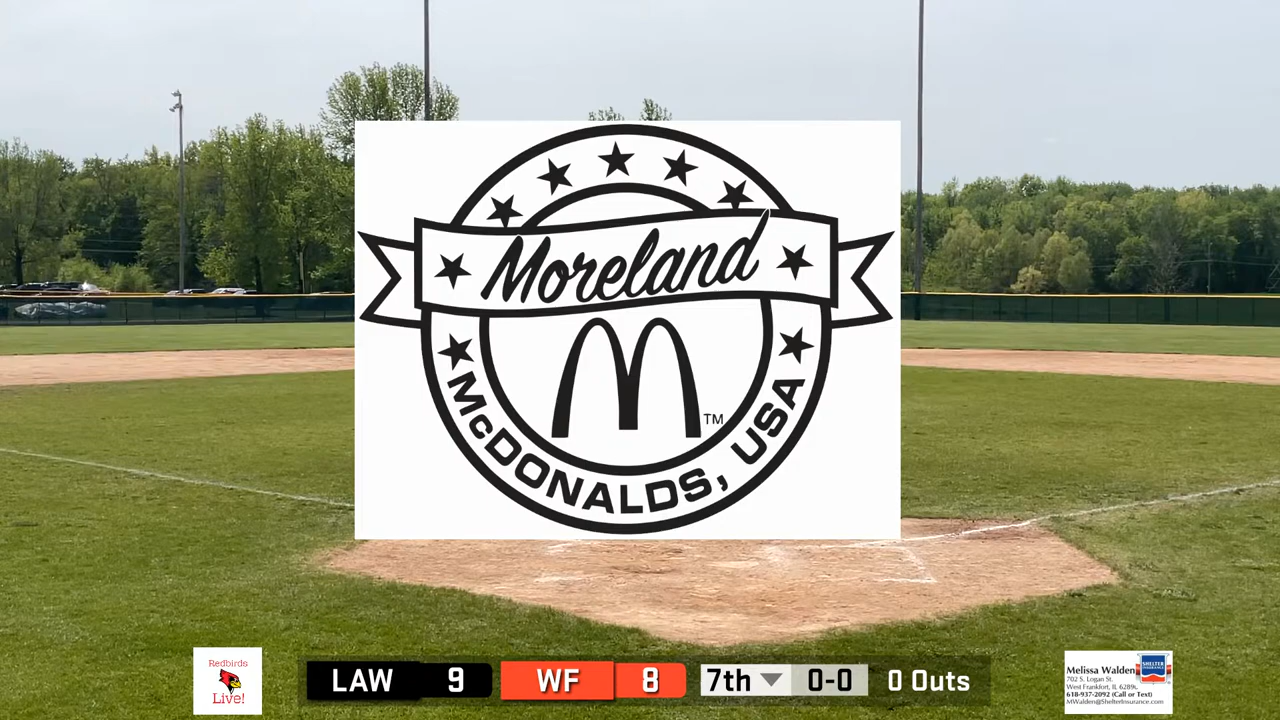 Moreland
TM
McDONALDS, USA
Redbirds
Live!
LAW 9 WF 8 7th 0-0 0 Outs
Melissa Walden
SHELTER
INSURANCE
702 S. Logan St.
West Frankfort, IL 62896
618-937-2092 (Call or Text)
MWalden@ShelterInsurance.com